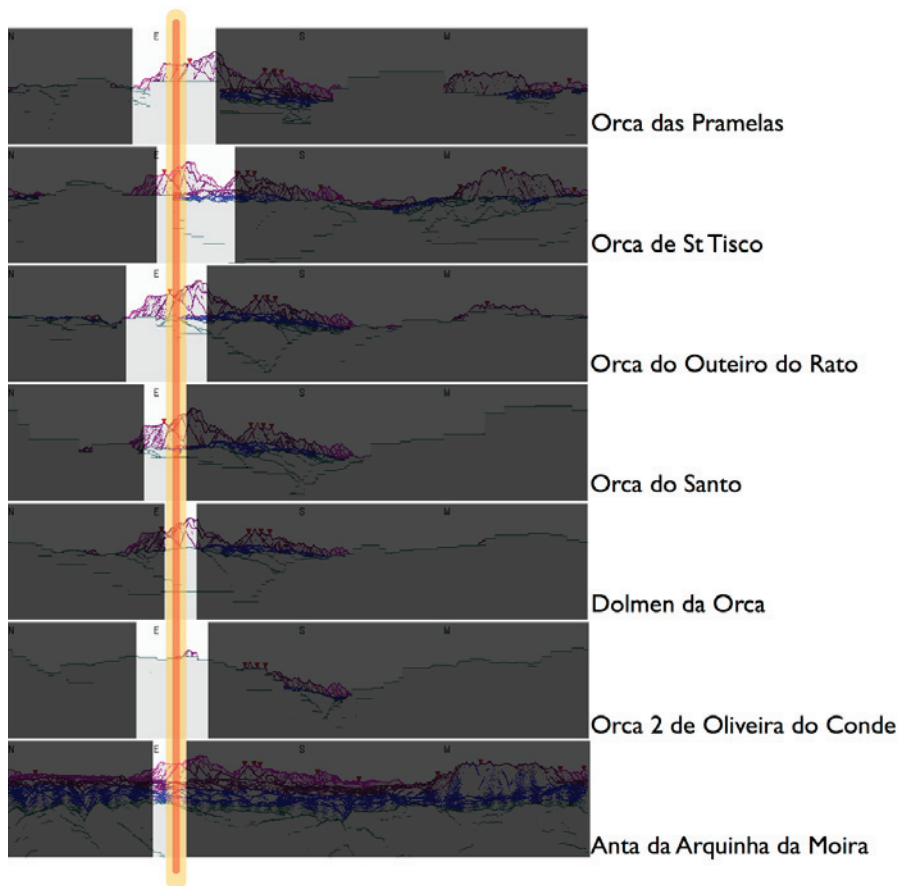 N E S W
Orca das Pramelas
N E S W
Orca de St Tisco
N E S W
Orca do Outeiro do Rato
N E S W
Orca do Santo
N E S W
Dolmen da Orca
N E S W
Orca 2 de Oliveira do Conde
N E S W
Anta da Arquinha da Moira